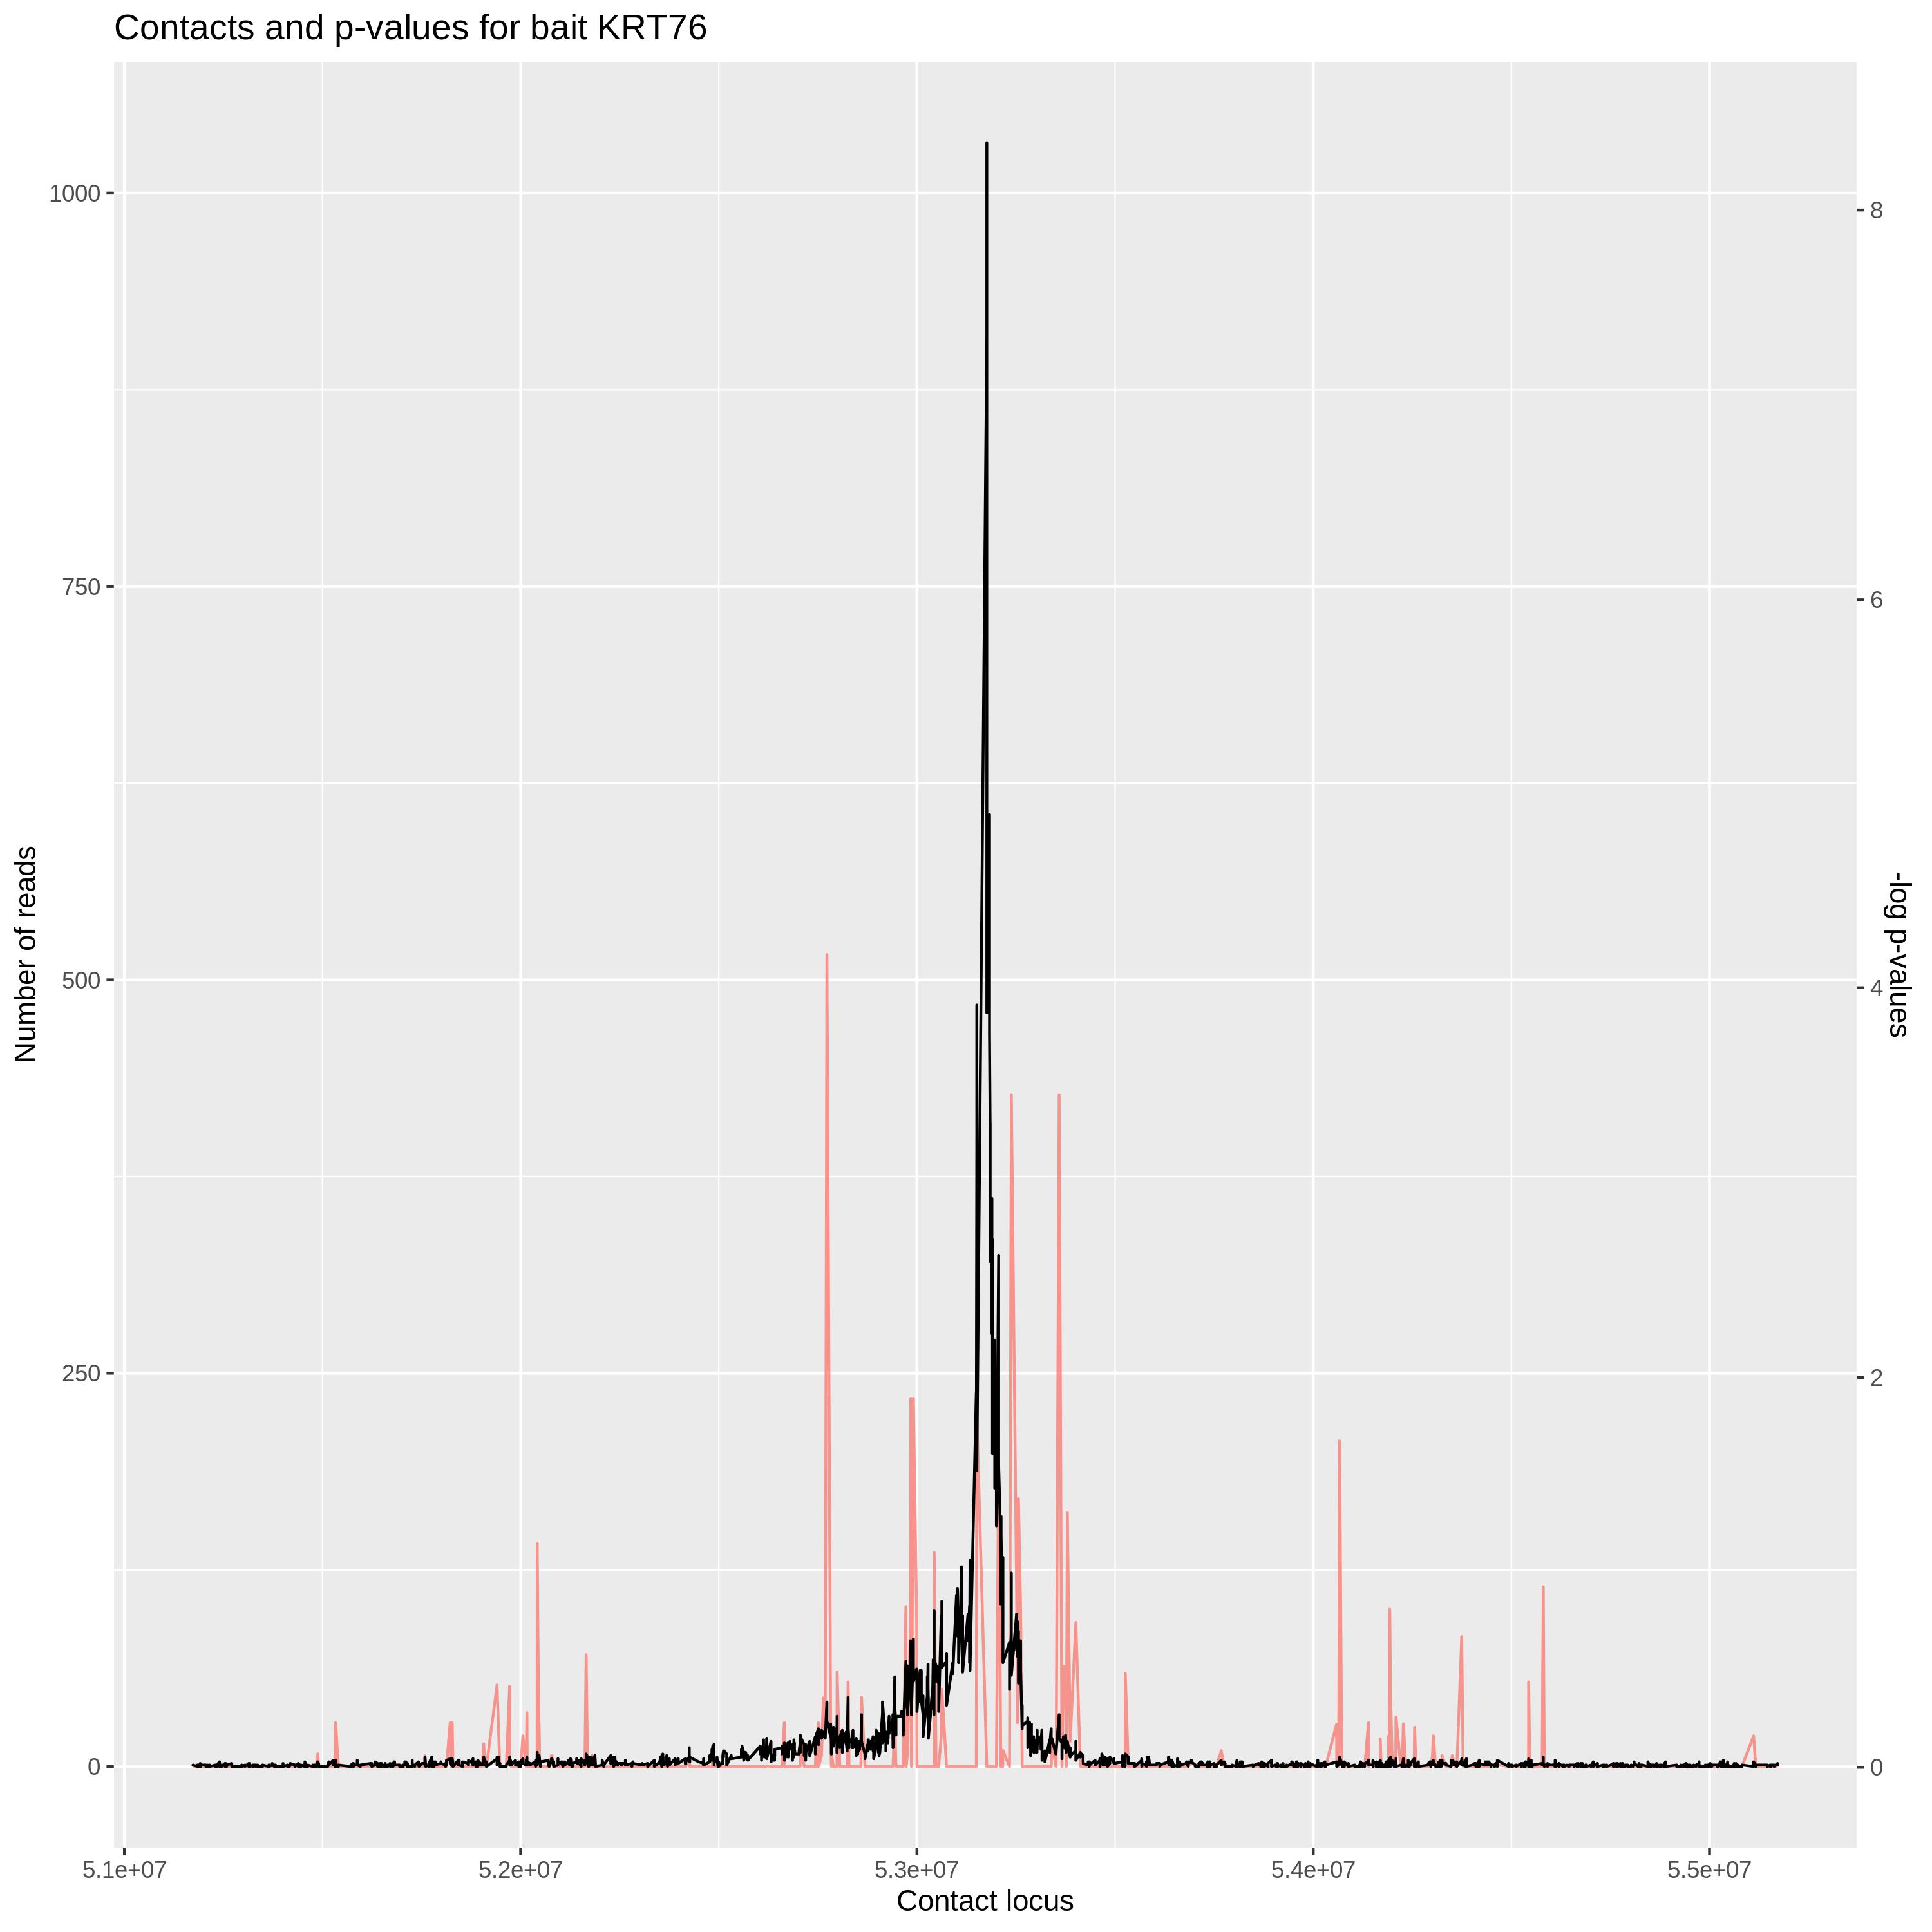 Contacts and p-values for bait KRT76
1000
750
500
250
0
Number of reads
8
6
4
2
0
-log p-values
5.1e+07 5.2e+07 5.3e+07 5.4e+07 5.5e+07
Contact locus